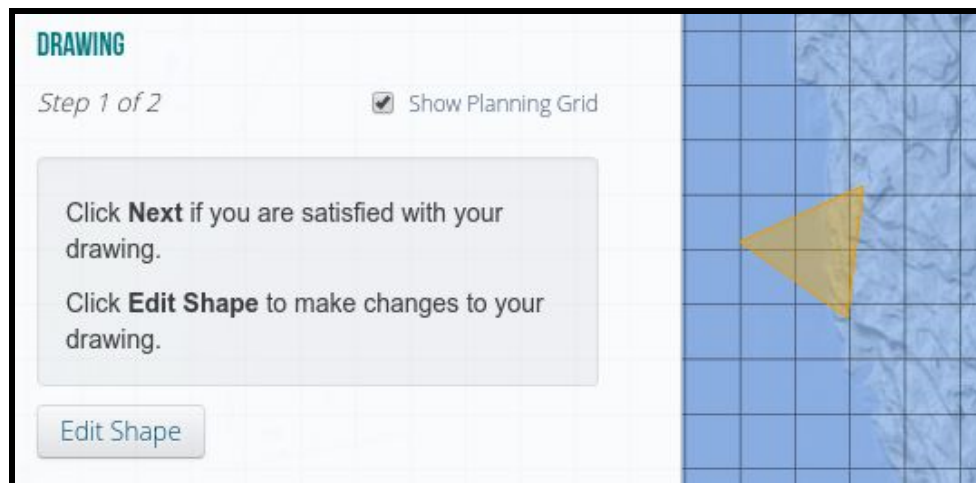 DRAWING
Step 1 of 2
Show Planning Grid
Click Next if you are satisfied with your
drawing.
Click Edit Shape to make changes to your
drawing.
Edit Shape